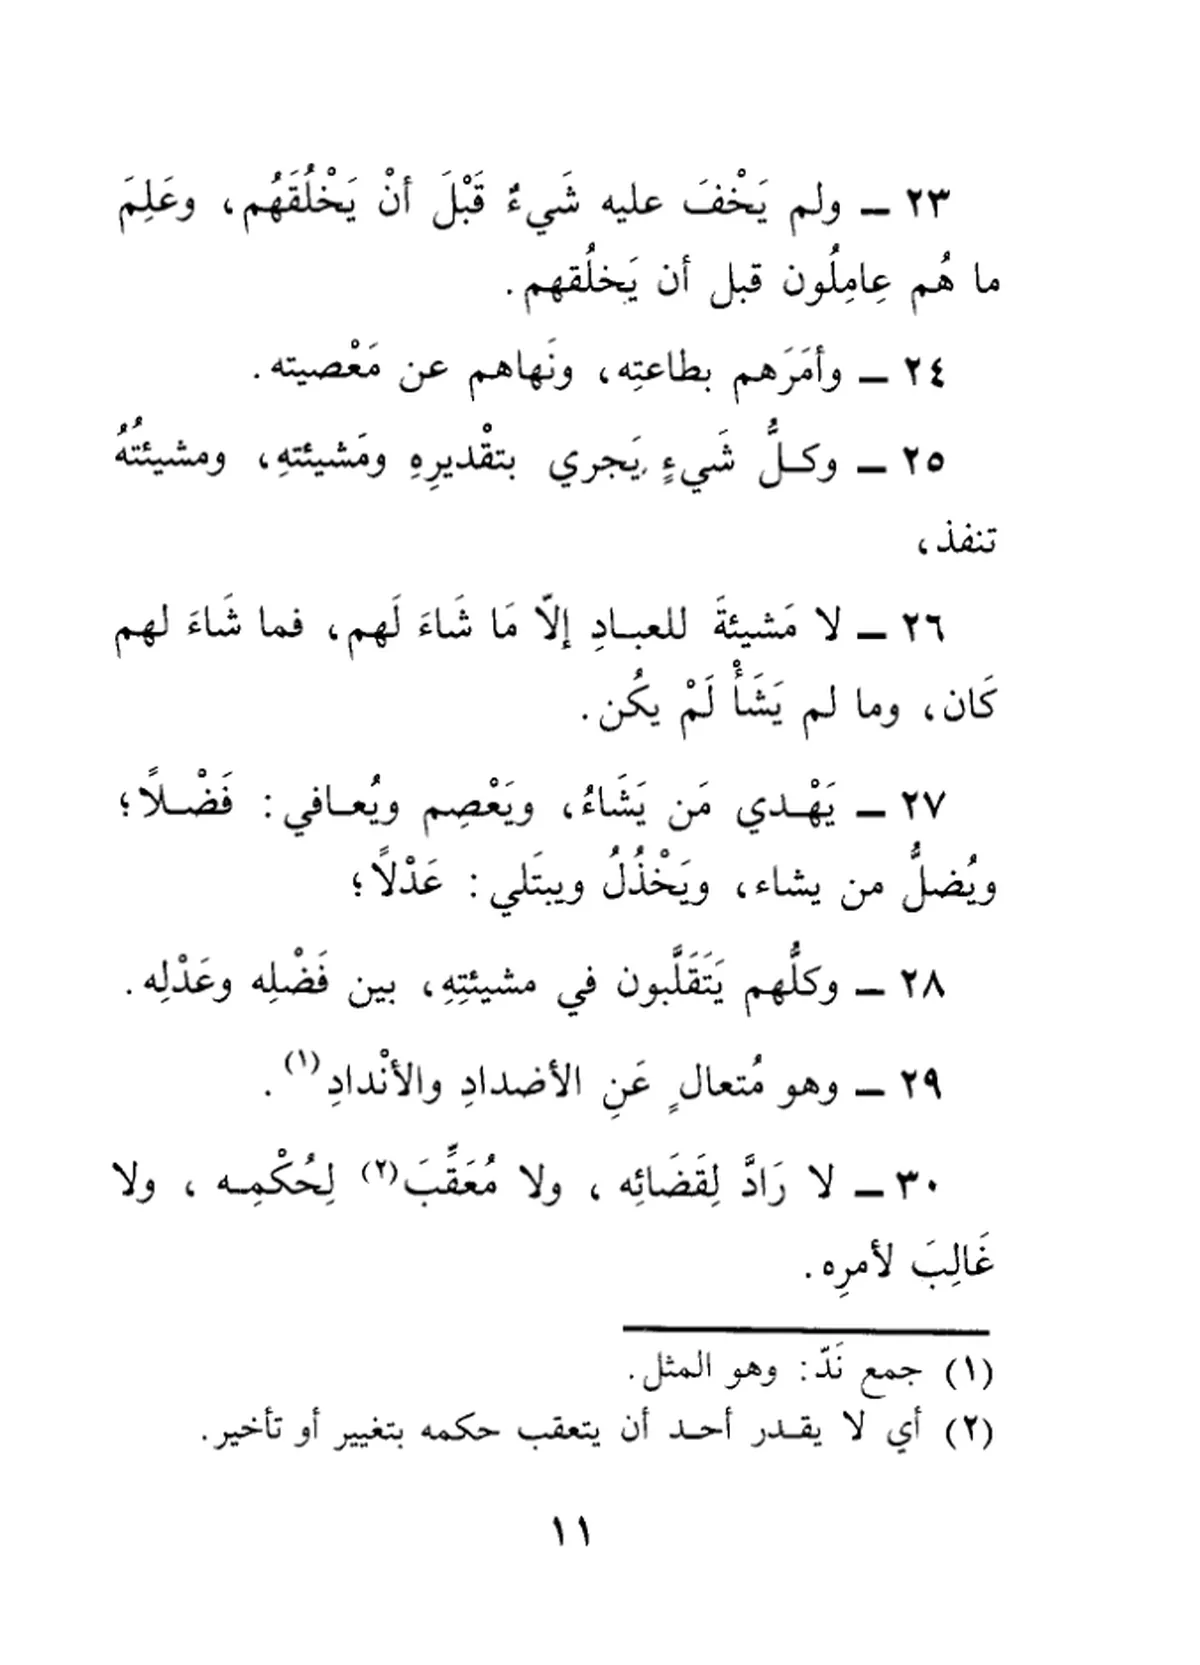 ٢٣ ـ ولم يَخْفَ عليه شَيءٌ قَبْلَ أنْ يَخْلُقَهُم، وعَلِمَ
ما هُم عِامِلُون قبل أن يَخلُقهم.
٢٤ ـ وأمَرَهم بطاعتِه، ونَهاهم عن مَعْصيته.
٢٥ ـ وكلُّ شَيءٍ يَجري بتقْديرِهِ ومَشيئتهِ، ومشيئتُهُ
تنفذ،
٢٦ ـ لا مَشيئةَ للعبادِ إلاّ مَا شَاءَ لَهم، فما شَاءَ لهم
كَان، وما لم يَشَأْ لَمْ يكُن.
٢٧ ـ يَهْدي مَن يَشَاءُ، ويَعْصِم ويُعافي: فَضْلاً؛
ويُضلُّ من يشاء، ويَخْذُلُ ويبتَلي: عَدْلاً؛
٢٨ ـ وكلُّهم يَتَقَلَّبون في مشيئتِهِ، بين فَضْلِه وعَدْلِه.
٢٩ ـ وهو مُتعالٍ عَنِ الأضدادِ والأنْدادِ(١).
٣٠ ـ لا رَادَّ لِقَضَائِه، ولا مُعَقِّبَ(٢) لِحُكْمِه، ولا
غَالِبَ لأمرِه.
(١) جمع نَدّ: وهو المثل.
(٢) أي لا يقدر أحد أن يتعقب حكمه بتغيير أو تأخير.
١١